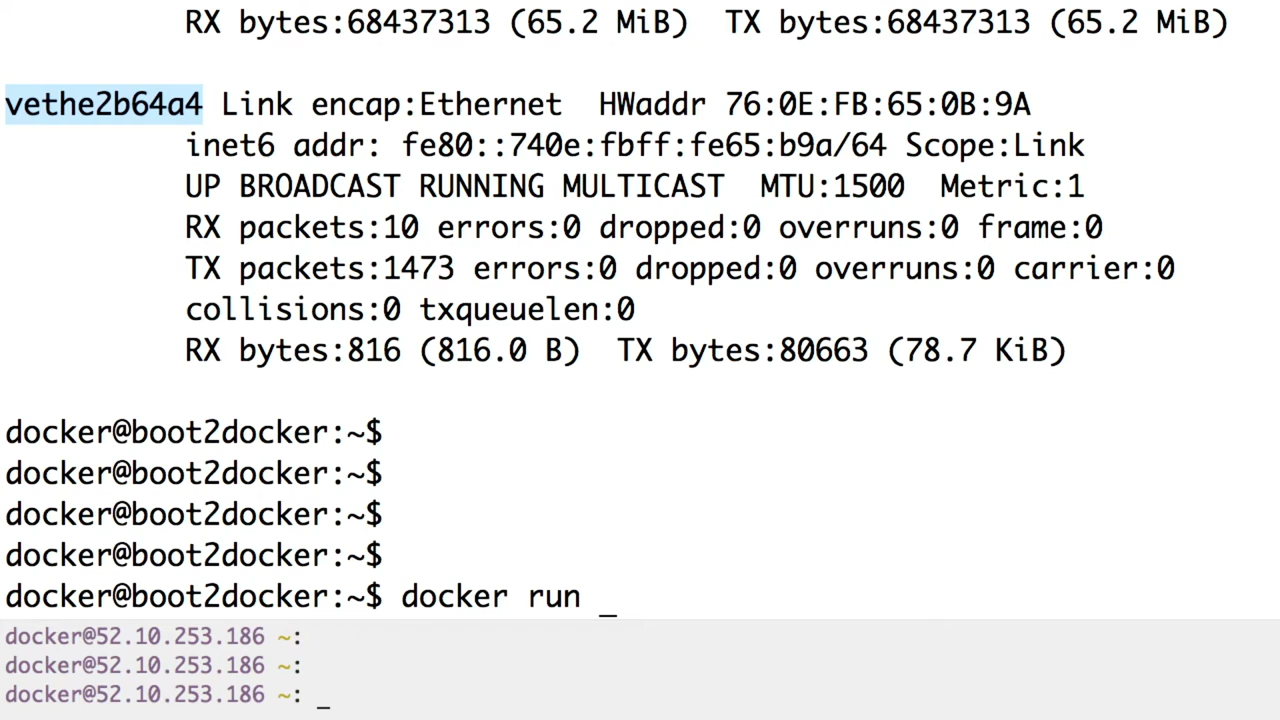 RX bytes:68437313 (65.2 MiB)  TX bytes:68437313 (65.2 MiB)
vethe2b64a4 Link encap:Ethernet  HWaddr 76:0E:FB:65:0B:9A
inet6 addr: fe80::740e:fbff:fe65:b9a/64 Scope:Link
UP BROADCAST RUNNING MULTICAST  MTU:1500  Metric:1
RX packets:10 errors:0 dropped:0 overruns:0 frame:0
TX packets:1473 errors:0 dropped:0 overruns:0 carrier:0
collisions:0 txqueuelen:0
RX bytes:816 (816.0 B)  TX bytes:80663 (78.7 KiB)
docker@boot2docker:~$
docker@boot2docker:~$
docker@boot2docker:~$
docker@boot2docker:~$
docker@boot2docker:~$ docker run _
docker@52.10.253.186 ~:
docker@52.10.253.186 ~:
docker@52.10.253.186 ~: _